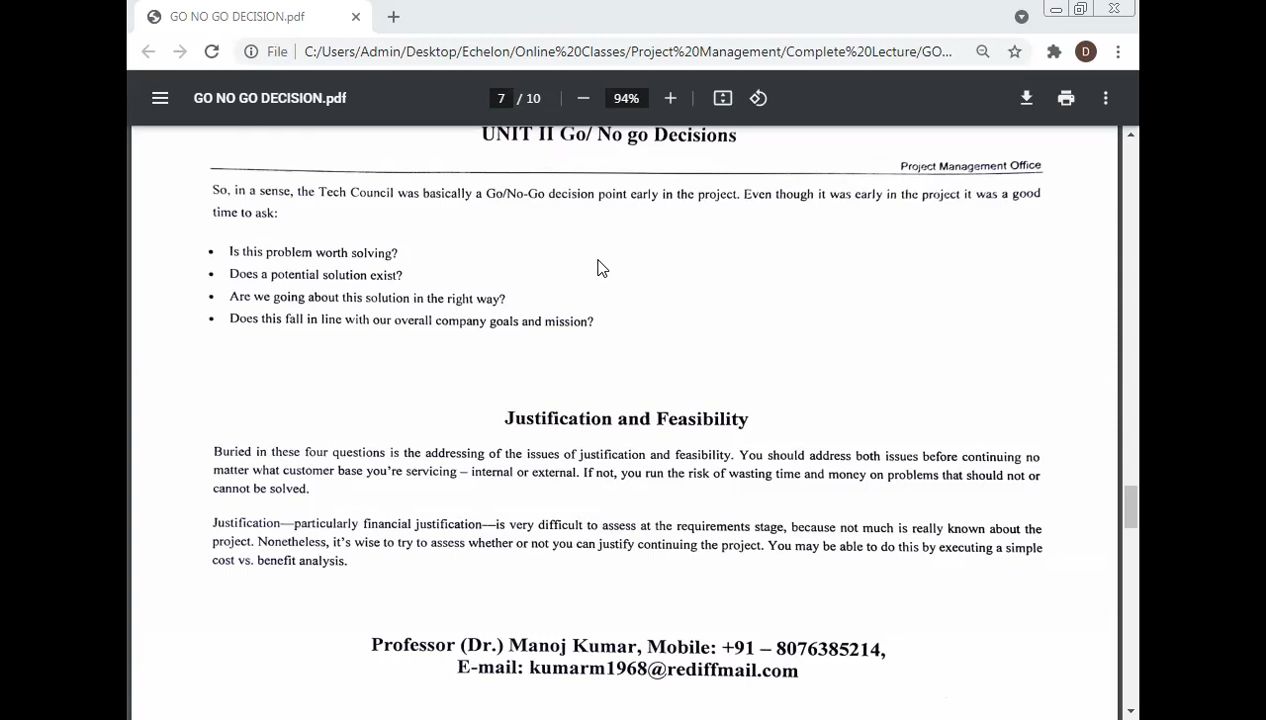 GO NO GO DECISION.pdf
File C:/Users/Admin/Desktop/Echelon/Online%20Classes/Project%20Management/Complete%20Lecture/GO...
D
GO NO GO DECISION.pdf
7 / 10
94%
UNIT II Go/ No go Decisions
Project Management Office
So, in a sense, the Tech Council was basically a Go/No-Go decision point early in the project. Even though it was early in the project it was a good
time to ask:
• Is this problem worth solving?
• Does a potential solution exist?
• Are we going about this solution in the right way?
• Does this fall in line with our overall company goals and mission?
Justification and Feasibility
Buried in these four questions is the addressing of the issues of justification and feasibility. You should address both issues before continuing no
matter what customer base you're servicing – internal or external. If not, you run the risk of wasting time and money on problems that should not or
cannot be solved.
Justification—particularly financial justification—is very difficult to assess at the requirements stage, because not much is really known about the
project. Nonetheless, it's wise to try to assess whether or not you can justify continuing the project. You may be able to do this by executing a simple
cost vs. benefit analysis.
Professor (Dr.) Manoj Kumar, Mobile: +91 – 8076385214,
E-mail: kumarm1968@rediffmail.com